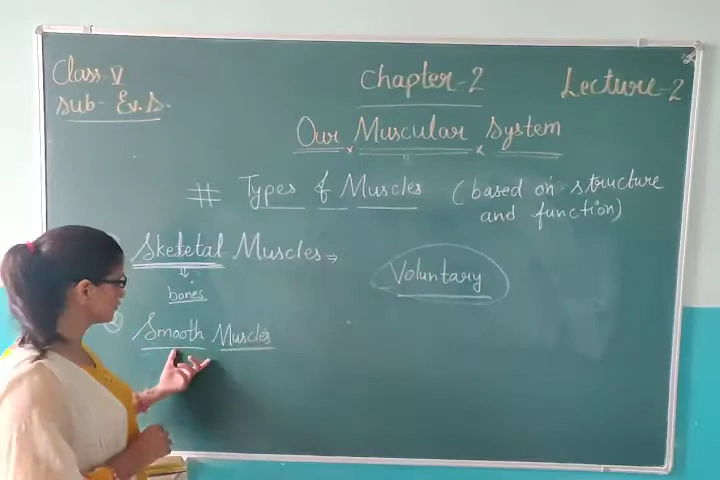 Class-V
Sub- Ev.S.
Chapter-2
Lecture-2
Our Muscular System
# Types of Muscles (based on structure
and function)
Skeletal Muscles ⇒ Voluntary
bones
Smooth Muscles